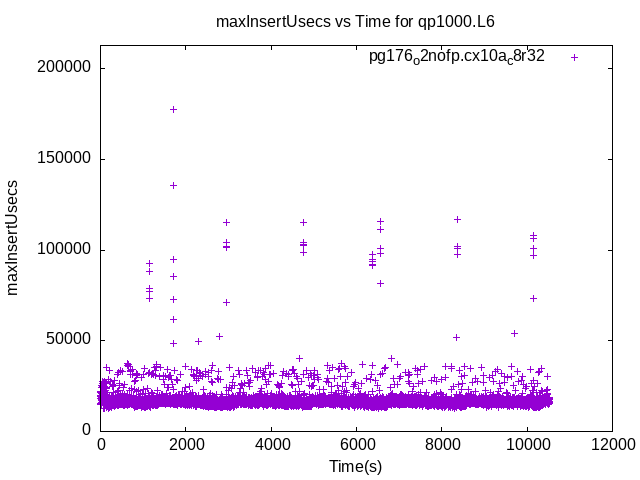 maxInsertUsecs vs Time for qp1000.L6
pg176o2nofp.cx10ac8r32
200000
150000
100000
50000
0
maxInsertUsecs
0 2000 4000 6000 8000 10000 12000
Time(s)